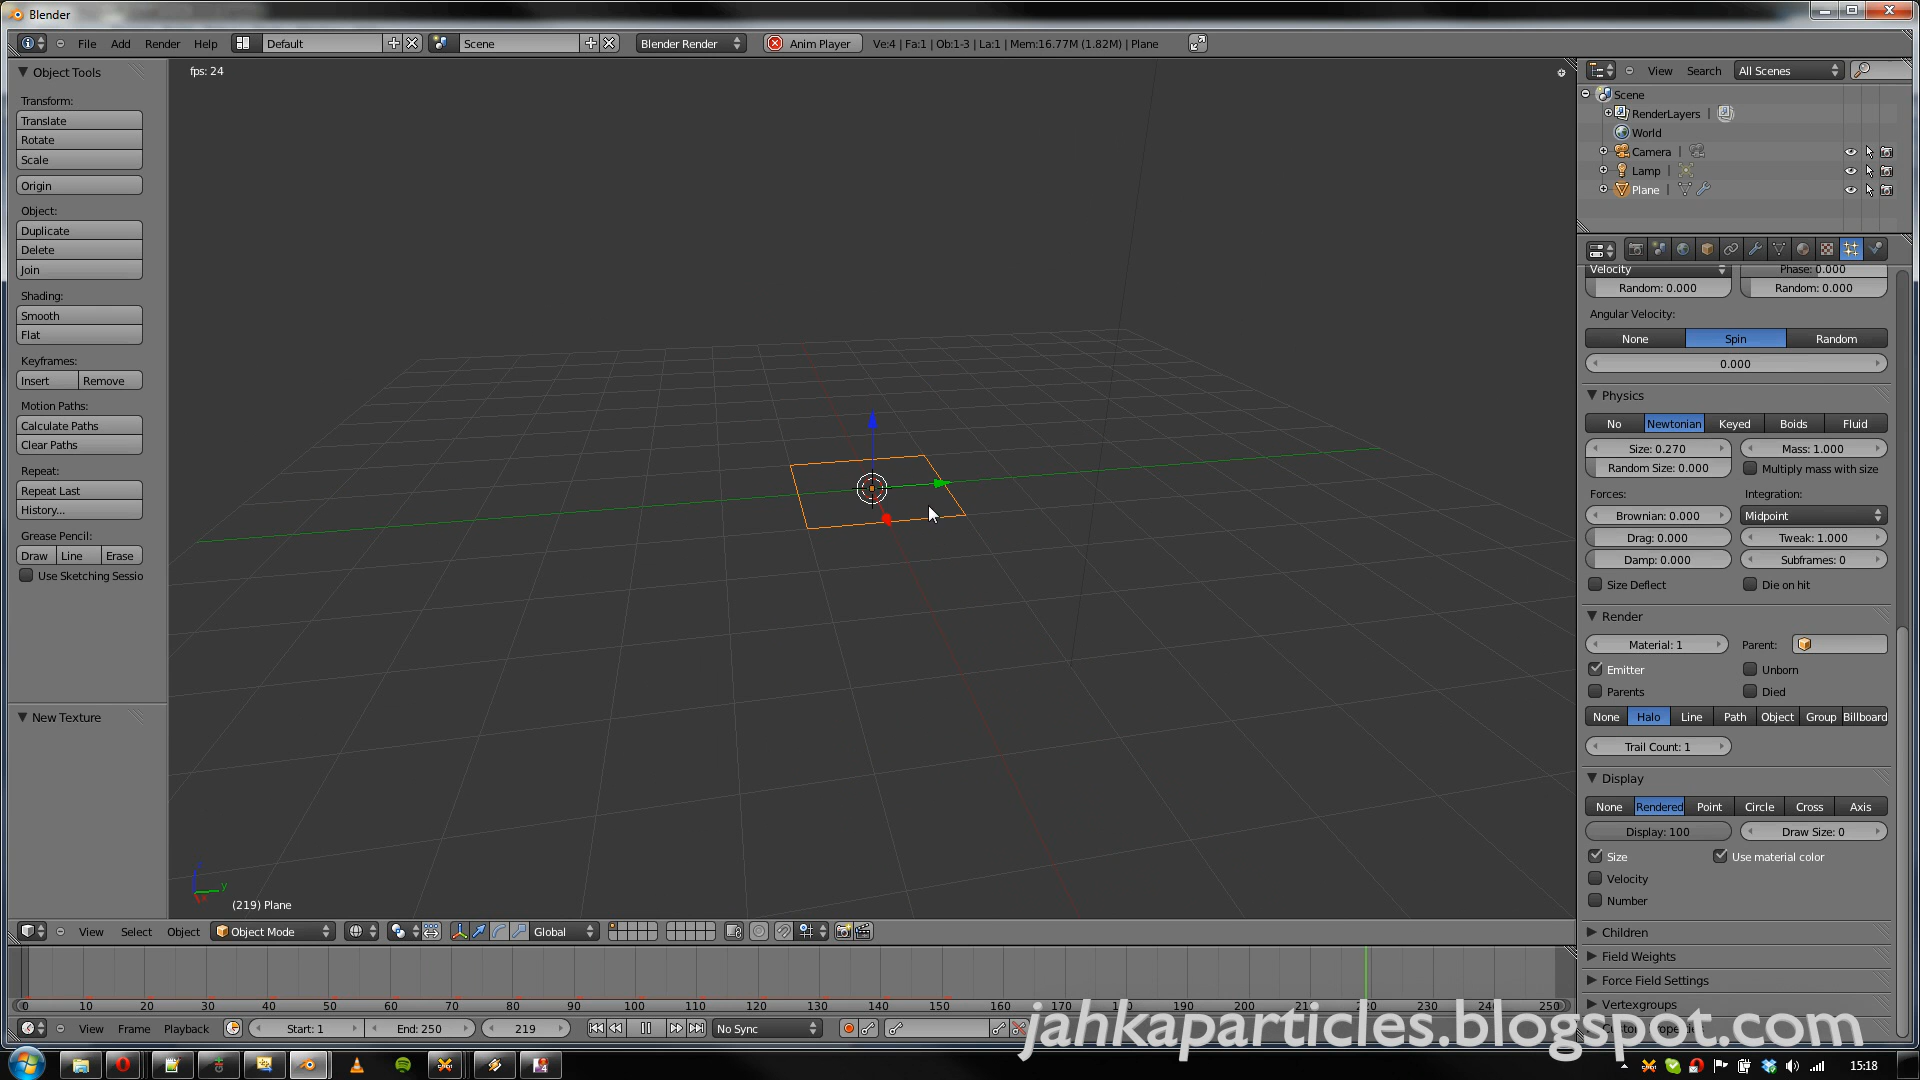 Blender
File Add Render Help Default Scene Blender Render Anim Player Ve:4 | Fa:1 | Ob:1-3 | La:1 | Mem:16.77M (1.82M) | Plane
Object Tools
Transform:
Translate
Rotate
Scale
Origin
Object:
Duplicate
Delete
Join
Shading:
Smooth
Flat
Keyframes:
Insert Remove
Motion Paths:
Calculate Paths
Clear Paths
Repeat:
Repeat Last
History...
Grease Pencil:
Draw Line Erase
Use Sketching Sessio
New Texture
fps: 24
y
(219) Plane
View Select Object Object Mode Global
0 10 20 30 40 50 60 70 80 90 100 110 120 130 140 150 160 170 180 190 200 220 230 240 250
View Frame Playback Start: 1 End: 250 219 No Sync
View Search All Scenes
Scene
RenderLayers |
World
Camera |
Lamp |
Plane |
Velocity Phase: 0.000
Random: 0.000 Random: 0.000
Angular Velocity:
None Spin Random
0.000
Physics
No Newtonian Keyed Boids Fluid
Size: 0.270 Mass: 1.000
Random Size: 0.000 Multiply mass with size
Forces: Integration:
Brownian: 0.000 Midpoint
Drag: 0.000 Tweak: 1.000
Damp: 0.000 Subframes: 0
Size Deflect Die on hit
Render
Material: 1 Parent:
Emitter Unborn
Parents Died
None Halo Line Path Object Group Billboard
Trail Count: 1
Display
None Rendered Point Circle Cross Axis
Display: 100 Draw Size: 0
Size Use material color
Velocity
Number
Children
Field Weights
Force Field Settings
Vertexgroups
jahkaparticles.blogspot.com
15:18